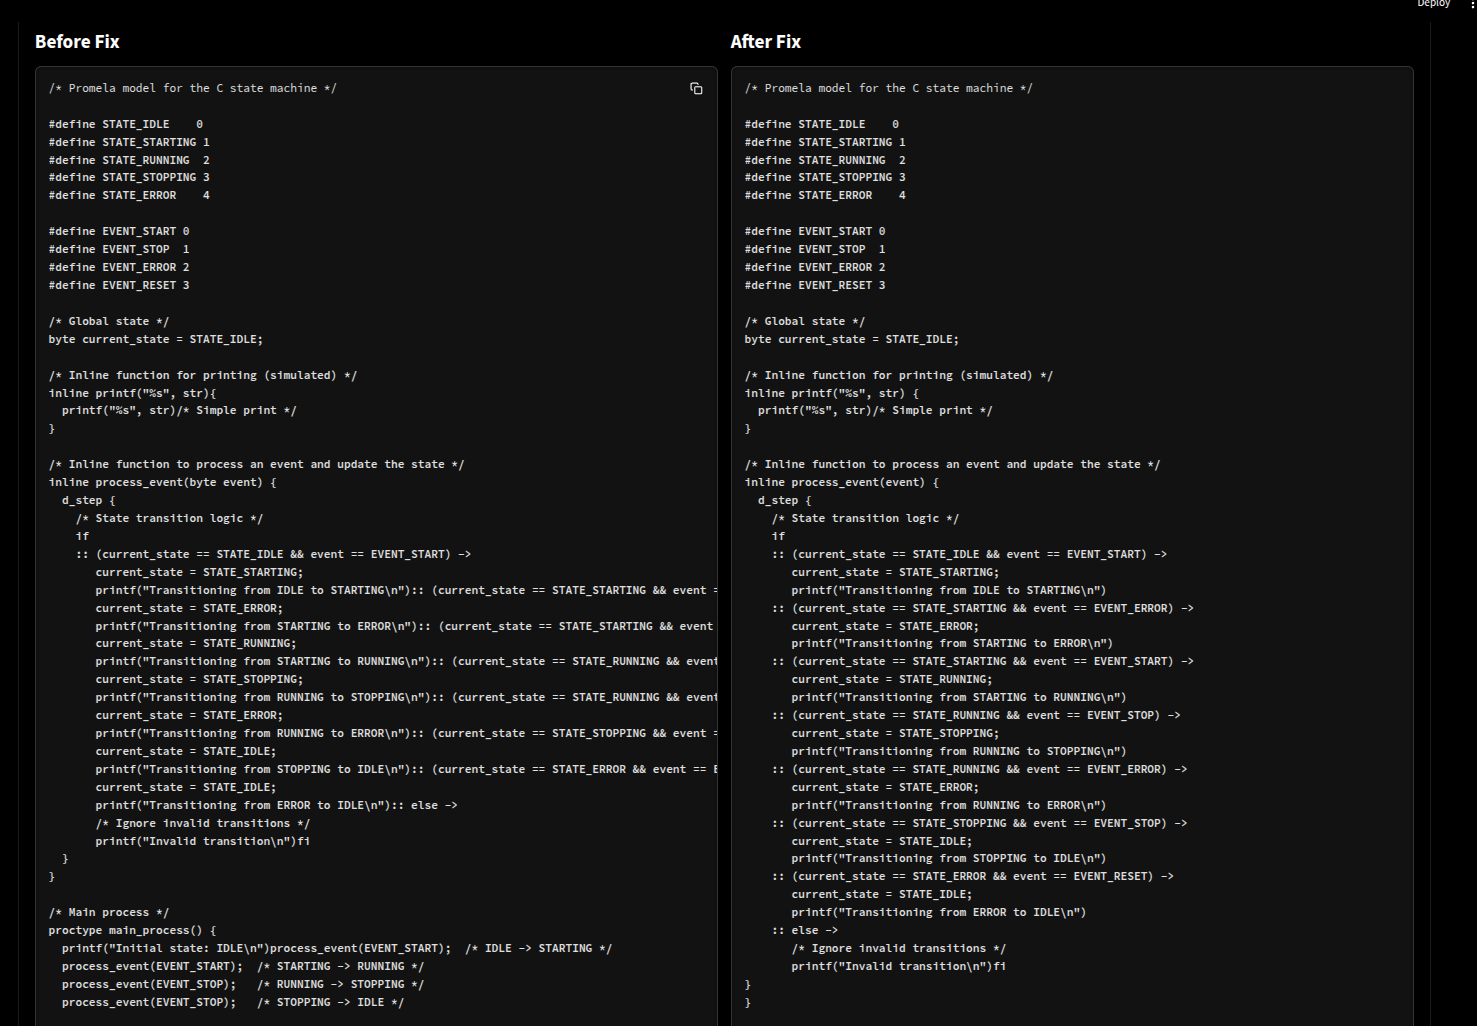 Deploy
Before Fix
/* Promela model for the C state machine */
#define STATE_IDLE    0
#define STATE_STARTING 1
#define STATE_RUNNING  2
#define STATE_STOPPING 3
#define STATE_ERROR    4
#define EVENT_START 0
#define EVENT_STOP  1
#define EVENT_ERROR 2
#define EVENT_RESET 3
/* Global state */
byte current_state = STATE_IDLE;
/* Inline function for printing (simulated) */
inline printf("%s", str){
  printf("%s", str)/* Simple print */
}
/* Inline function to process an event and update the state */
inline process_event(byte event) {
  d_step {
    /* State transition logic */
    if
    :: (current_state == STATE_IDLE && event == EVENT_START) ->
       current_state = STATE_STARTING;
       printf("Transitioning from IDLE to STARTING\n"):: (current_state == STATE_STARTING && event =
       current_state = STATE_ERROR;
       printf("Transitioning from STARTING to ERROR\n"):: (current_state == STATE_STARTING && event
       current_state = STATE_RUNNING;
       printf("Transitioning from STARTING to RUNNING\n"):: (current_state == STATE_RUNNING && event
       current_state = STATE_STOPPING;
       printf("Transitioning from RUNNING to STOPPING\n"):: (current_state == STATE_RUNNING && event
       current_state = STATE_ERROR;
       printf("Transitioning from RUNNING to ERROR\n"):: (current_state == STATE_STOPPING && event =
       current_state = STATE_IDLE;
       printf("Transitioning from STOPPING to IDLE\n"):: (current_state == STATE_ERROR && event == E
       current_state = STATE_IDLE;
       printf("Transitioning from ERROR to IDLE\n"):: else ->
       /* Ignore invalid transitions */
       printf("Invalid transition\n")fi
  }
}
/* Main process */
proctype main_process() {
  printf("Initial state: IDLE\n")process_event(EVENT_START);  /* IDLE -> STARTING */
  process_event(EVENT_START);  /* STARTING -> RUNNING */
  process_event(EVENT_STOP);   /* RUNNING -> STOPPING */
  process_event(EVENT_STOP);   /* STOPPING -> IDLE */
After Fix
/* Promela model for the C state machine */
#define STATE_IDLE    0
#define STATE_STARTING 1
#define STATE_RUNNING  2
#define STATE_STOPPING 3
#define STATE_ERROR    4
#define EVENT_START 0
#define EVENT_STOP  1
#define EVENT_ERROR 2
#define EVENT_RESET 3
/* Global state */
byte current_state = STATE_IDLE;
/* Inline function for printing (simulated) */
inline printf("%s", str) {
  printf("%s", str)/* Simple print */
}
/* Inline function to process an event and update the state */
inline process_event(event) {
  d_step {
    /* State transition logic */
    if
    :: (current_state == STATE_IDLE && event == EVENT_START) ->
       current_state = STATE_STARTING;
       printf("Transitioning from IDLE to STARTING\n")
    :: (current_state == STATE_STARTING && event == EVENT_ERROR) ->
       current_state = STATE_ERROR;
       printf("Transitioning from STARTING to ERROR\n")
    :: (current_state == STATE_STARTING && event == EVENT_START) ->
       current_state = STATE_RUNNING;
       printf("Transitioning from STARTING to RUNNING\n")
    :: (current_state == STATE_RUNNING && event == EVENT_STOP) ->
       current_state = STATE_STOPPING;
       printf("Transitioning from RUNNING to STOPPING\n")
    :: (current_state == STATE_RUNNING && event == EVENT_ERROR) ->
       current_state = STATE_ERROR;
       printf("Transitioning from RUNNING to ERROR\n")
    :: (current_state == STATE_STOPPING && event == EVENT_STOP) ->
       current_state = STATE_IDLE;
       printf("Transitioning from STOPPING to IDLE\n")
    :: (current_state == STATE_ERROR && event == EVENT_RESET) ->
       current_state = STATE_IDLE;
       printf("Transitioning from ERROR to IDLE\n")
    :: else ->
       /* Ignore invalid transitions */
       printf("Invalid transition\n")fi
}
}